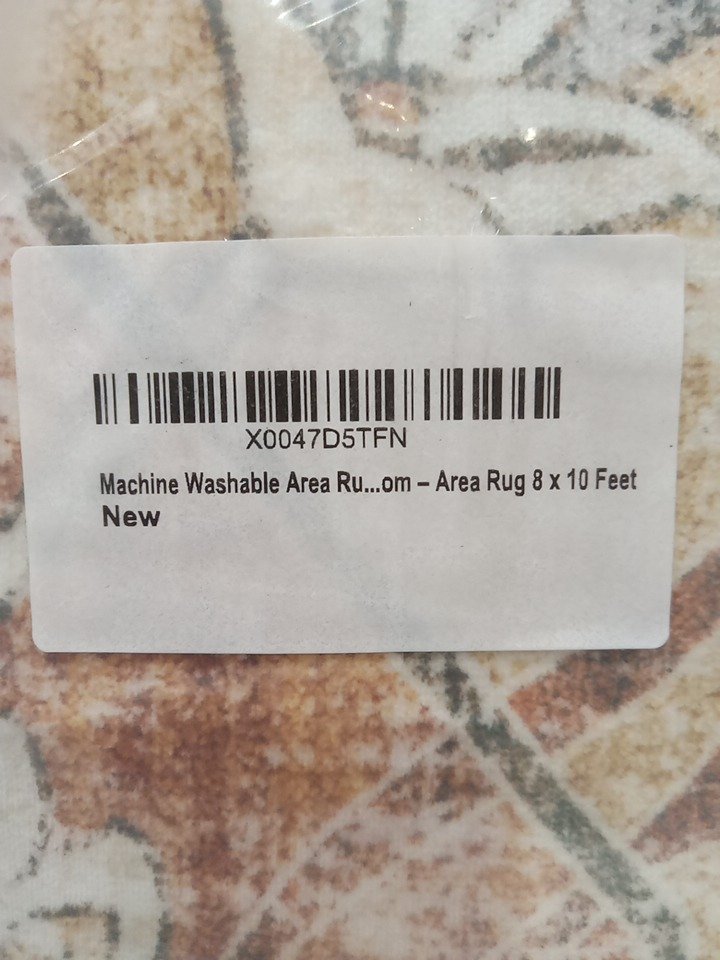 X0047D5TFN
Machine Washable Area Ru...om – Area Rug 8 x 10 Feet
New